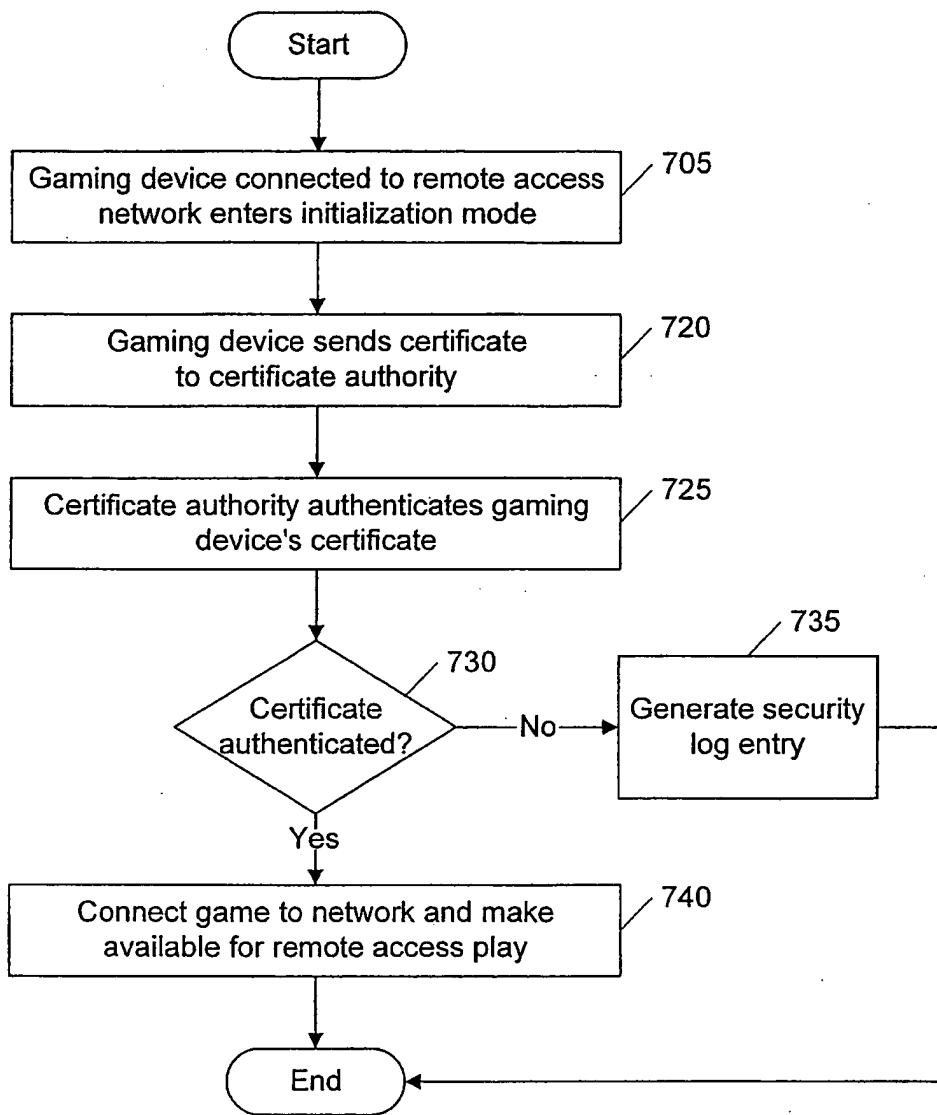 Start
705
Gaming device connected to remote access
network enters initialization mode
720
Gaming device sends certificate
to certificate authority
725
Certificate authority authenticates gaming
device's certificate
730
735
Certificate
authenticated?
No
Generate security
log entry
Yes
740
Connect game to network and make
available for remote access play
End